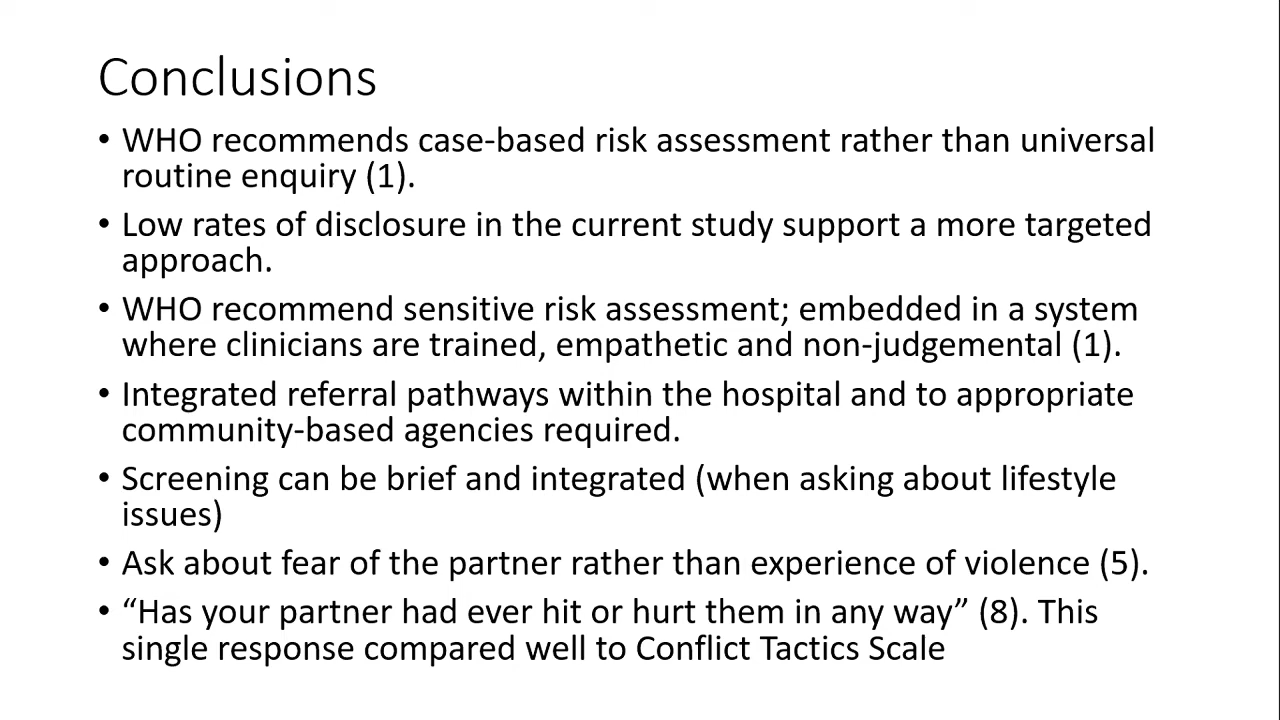 Conclusions
• WHO recommends case-based risk assessment rather than universal
routine enquiry (1).
• Low rates of disclosure in the current study support a more targeted
approach.
• WHO recommend sensitive risk assessment; embedded in a system
where clinicians are trained, empathetic and non-judgemental (1).
• Integrated referral pathways within the hospital and to appropriate
community-based agencies required.
• Screening can be brief and integrated (when asking about lifestyle
issues)
• Ask about fear of the partner rather than experience of violence (5).
• “Has your partner had ever hit or hurt them in any way” (8). This
single response compared well to Conflict Tactics Scale